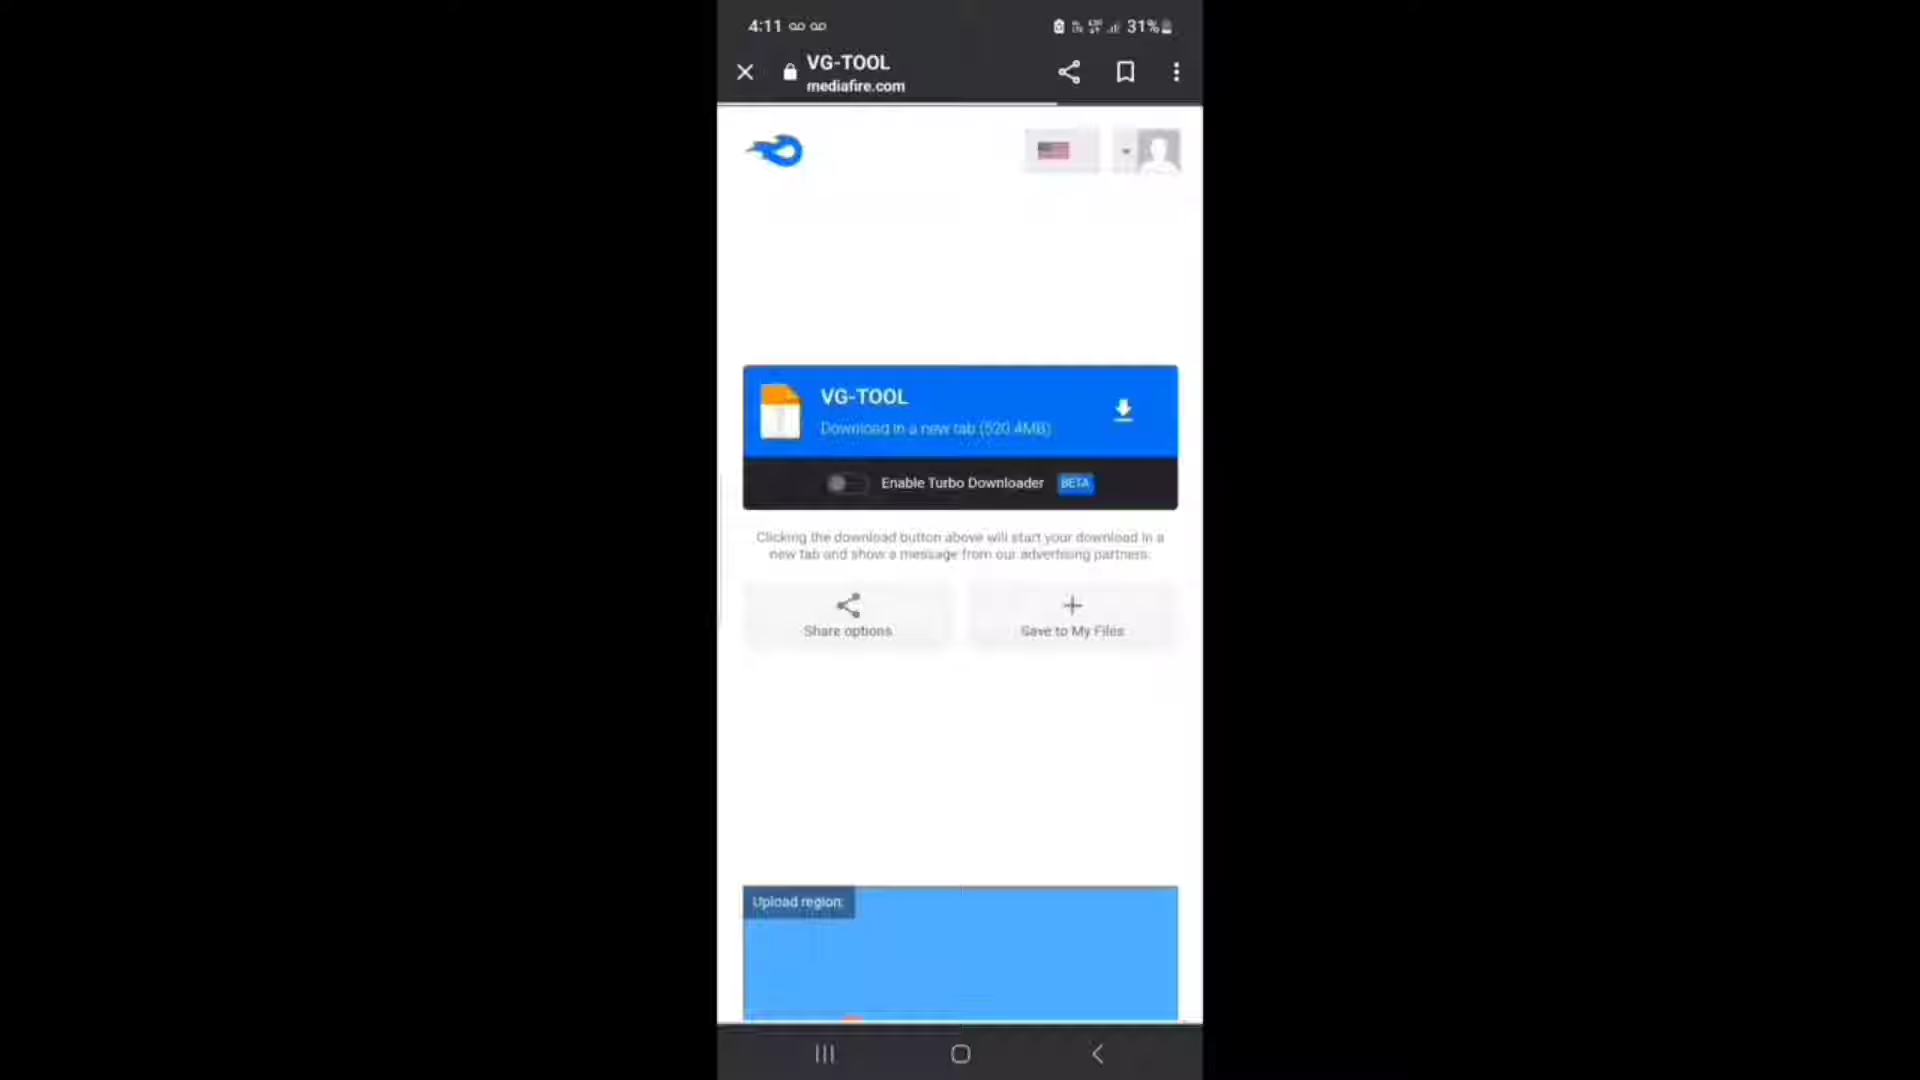 4:11
31%
VG-TOOL
mediafire.com
VG-TOOL
Download in a new tab (520.4MB)
Enable Turbo Downloader BETA
Clicking the download button above will start your download in a
new tab and show a message from our advertising partners.
Share options
Save to My Files
Upload region: